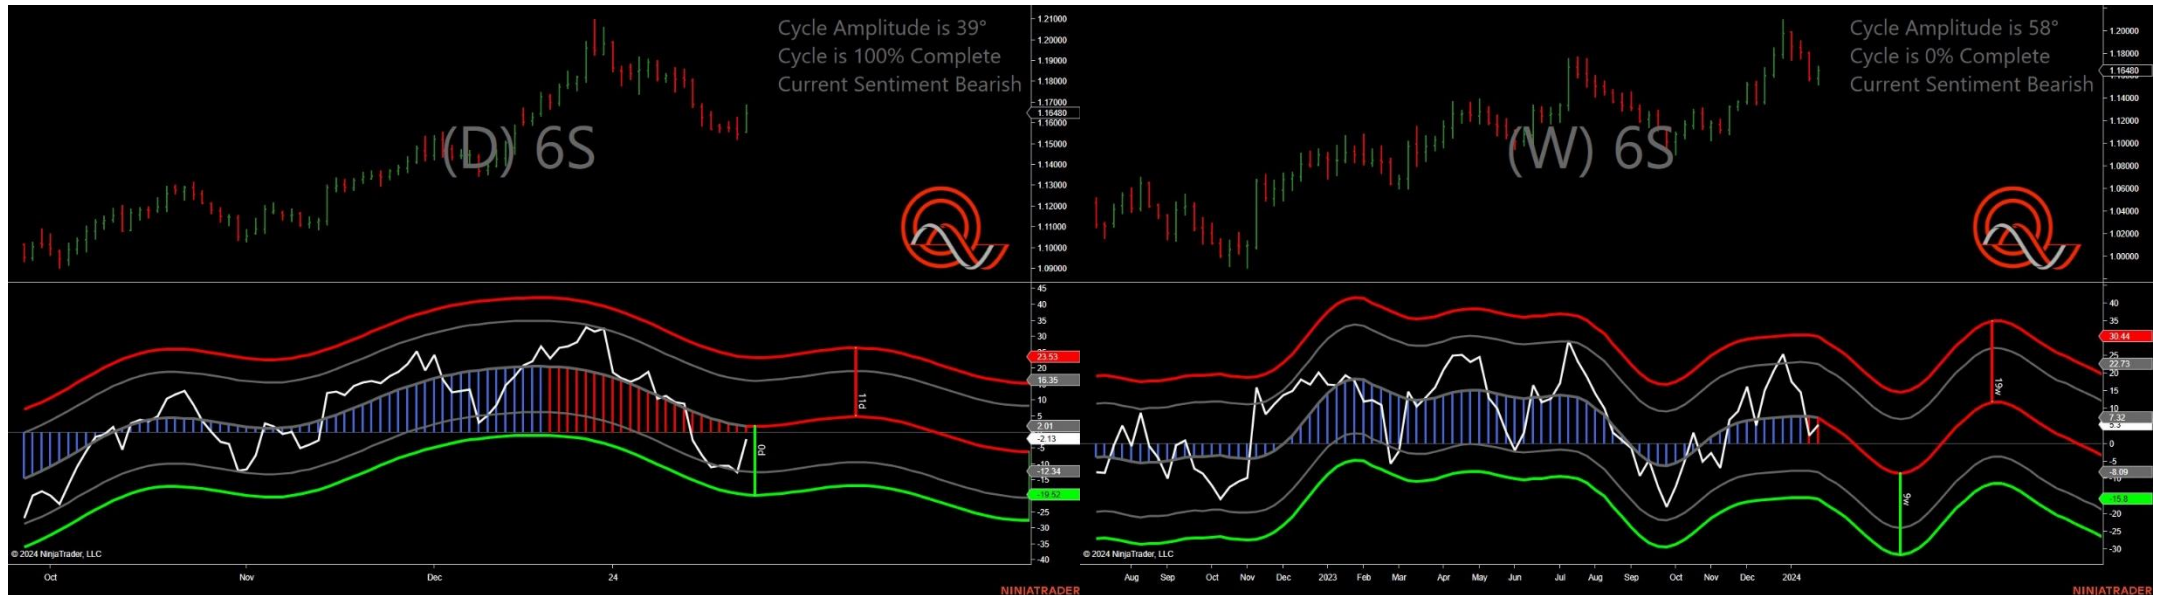 Cycle Amplitude is 39°
Cycle is 100% Complete
Current Sentiment Bearish
(D) 6S
1.21000
1.20000
1.19000
1.18000
1.17000
1.16480
1.16000
1.15000
1.14000
1.13000
1.12000
1.11000
1.10000
1.09000
45
40
35
30
25
23.53
20
16.35
10
5
2.01
-2.13
-5
-10
-12.34
-15
-19.52
-25
-30
-35
-40
11d
0d
© 2024 NinjaTrader, LLC
Oct
Nov
Dec
24
NINJATRADER
Cycle Amplitude is 58°
Cycle is 0% Complete
Current Sentiment Bearish
(W) 6S
1.20000
1.18000
1.16480
1.14000
1.12000
1.10000
1.08000
1.06000
1.04000
1.02000
1.00000
40
35
30.44
25
22.73
20
15
10
7.32
5.3
0
-5
-8.09
-10
-15.8
-20
-25
-30
19w
9w
© 2024 NinjaTrader, LLC
Aug
Sep
Oct
Nov
Dec
2023
Feb
Mar
Apr
May
Jun
Jul
Aug
Sep
Oct
Nov
Dec
2024
NINJATRADER